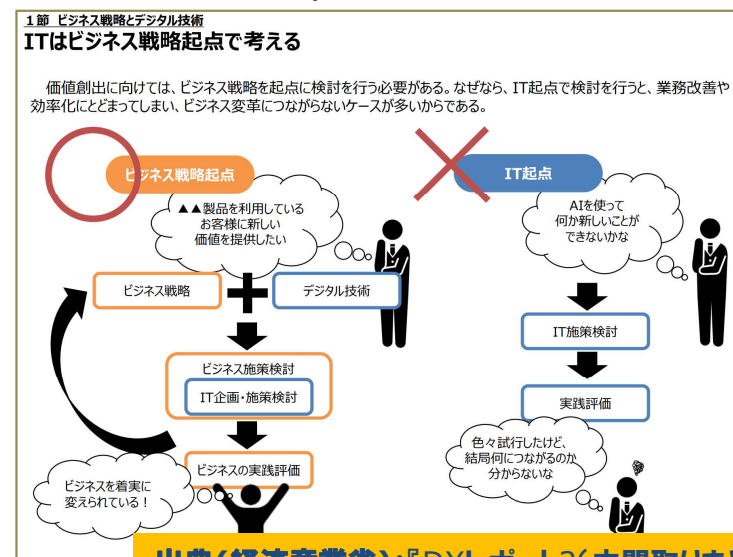 1節 ビジネス戦略とデジタル技術
ITはビジネス戦略起点で考える
価値創出に向けては、ビジネス戦略を起点に検討を行う必要がある。なぜなら、IT起点で検討を行うと、業務改善や
効率化にとどまってしまい、ビジネス変革につながらないケースが多いからである。
ビジネス戦略起点
▲▲製品を利用している
お客様に新しい
価値を提供したい
ビジネス戦略
デジタル技術
ビジネス施策検討
IT企画・施策検討
ビジネスの実践評価
ビジネスを着実に
変えられている！
IT起点
AIを使って
何か新しいことが
できないかな
IT施策検討
実践評価
色々試行したけど、
結局何につながるのか
分からないな